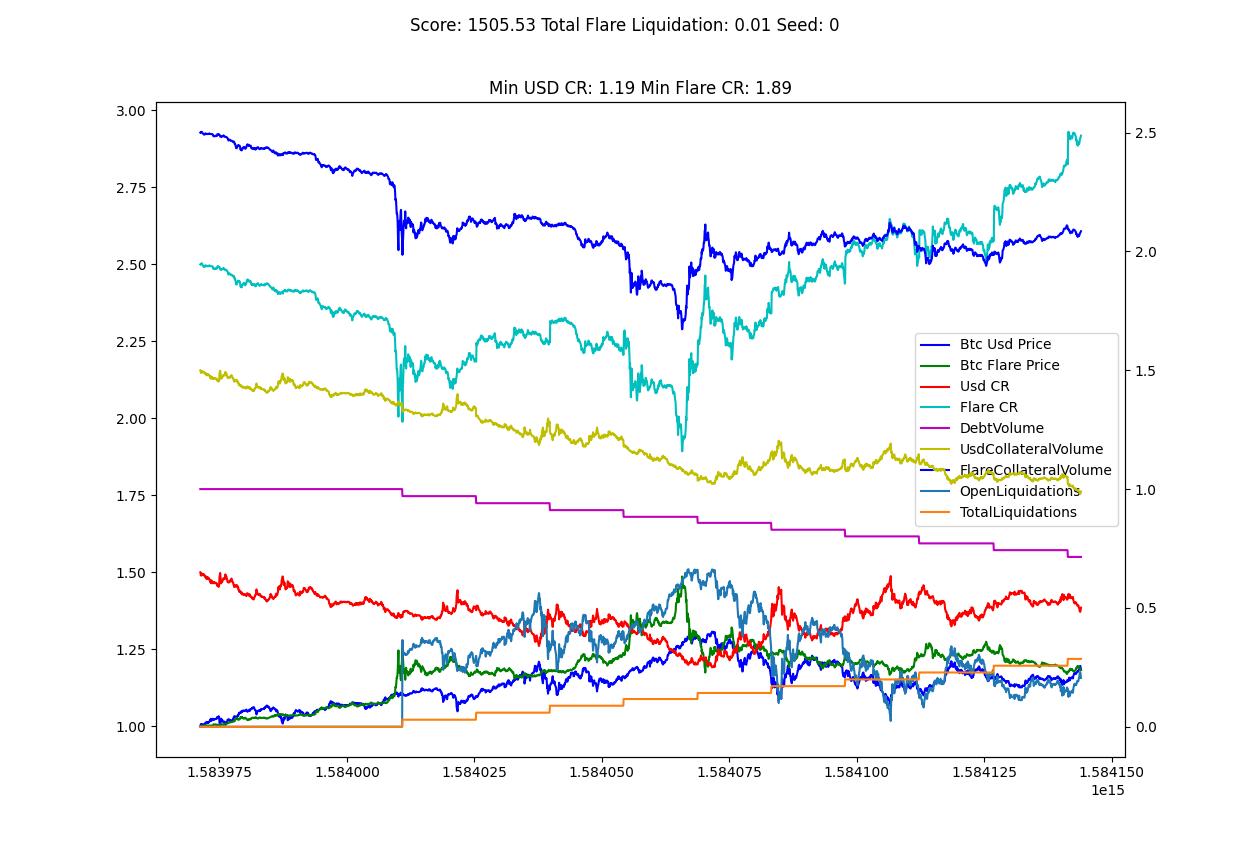 Score: 1505.53 Total Flare Liquidation: 0.01 Seed: 0
Min USD CR: 1.19 Min Flare CR: 1.89
3.00
2.75
2.50
2.25
2.00
1.75
1.50
1.25
1.00
2.5
2.0
1.5
1.0
0.5
0.0
Btc Usd Price
Btc Flare Price
Usd CR
Flare CR
DebtVolume
UsdCollateralVolume
FlareCollateralVolume
OpenLiquidations
TotalLiquidations
1.583975 1.584000 1.584025 1.584050 1.584075 1.584100 1.584125 1.584150
1e15